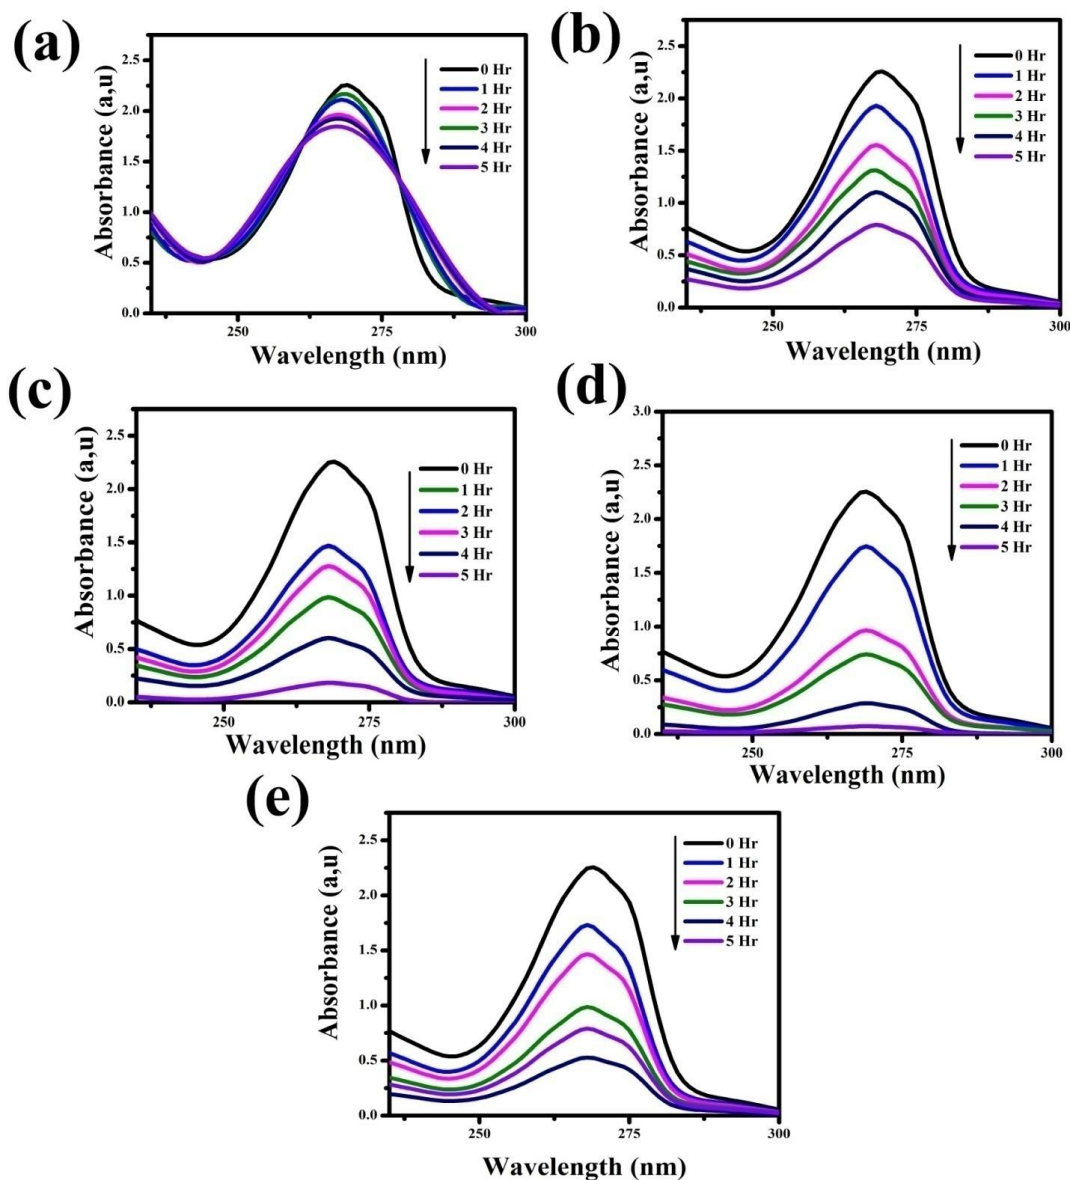 (a)
Absorbance (a,u)
2.5
2.0
1.5
1.0
0.5
0.0
0 Hr
1 Hr
2 Hr
3 Hr
4 Hr
5 Hr
250
275
300
Wavelength (nm)
(b)
Absorbance (a,u)
2.5
2.0
1.5
1.0
0.5
0.0
0 Hr
1 Hr
2 Hr
3 Hr
4 Hr
5 Hr
250
275
300
Wavelength (nm)
(c)
Absorbance (a,u)
2.5
2.0
1.5
1.0
0.5
0.0
0 Hr
1 Hr
2 Hr
3 Hr
4 Hr
5 Hr
250
275
300
Wavelength (nm)
(d)
Absorbance (a,u)
3.0
2.5
2.0
1.5
1.0
0.5
0.0
0 Hr
1 Hr
2 Hr
3 Hr
4 Hr
5 Hr
250
275
300
Wavelength (nm)
(e)
Absorbance (a,u)
2.5
2.0
1.5
1.0
0.5
0.0
0 Hr
1 Hr
2 Hr
3 Hr
4 Hr
5 Hr
250
275
300
Wavelength (nm)